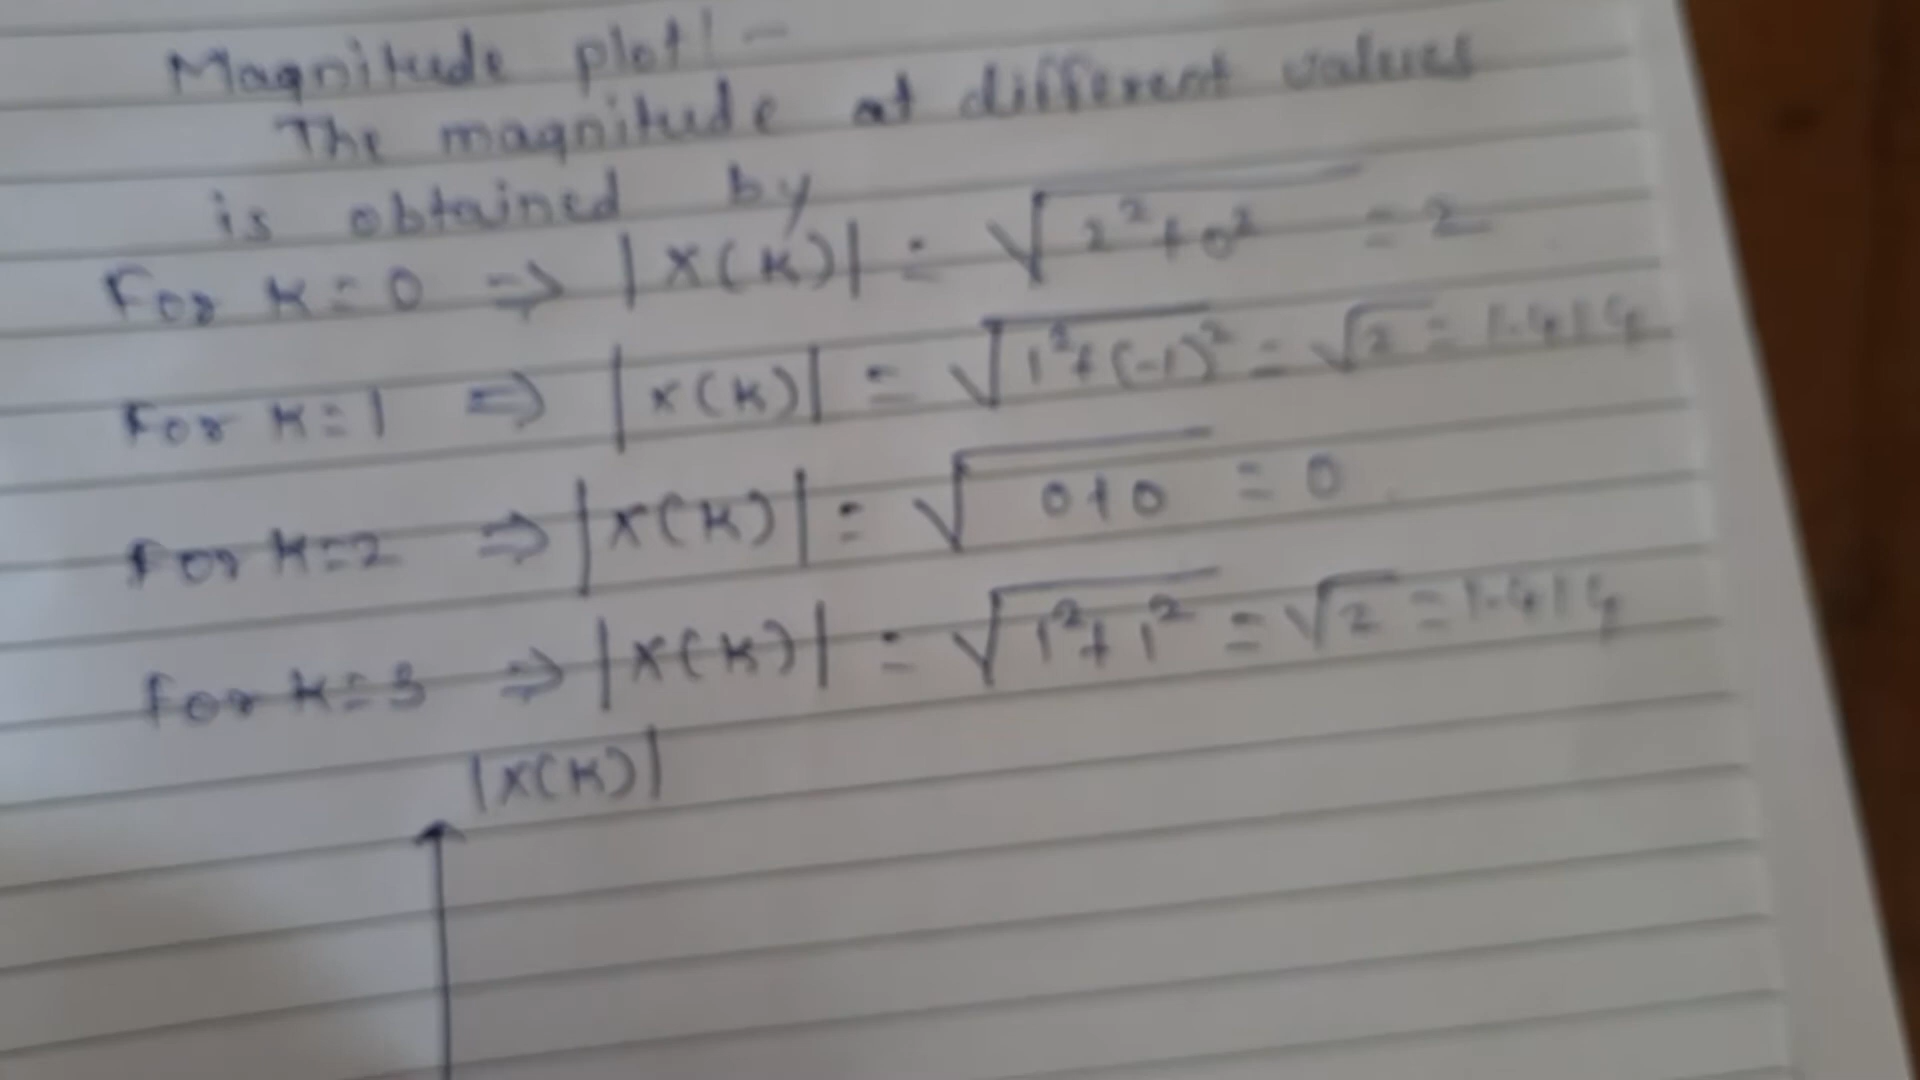 Magnitude plot! -
The magnitude at different values
is obtained by
For K=0 ⇒ |X(K)| = √2²+0² = 2
For K=1 ⇒ |X(K)| = √1²+(-1)² = √2 = 1.414
For K=2 ⇒ |X(K)| = √0+0 = 0
For K=3 ⇒ |X(K)| = √1²+1² = √2 = 1.414
|X(K)|